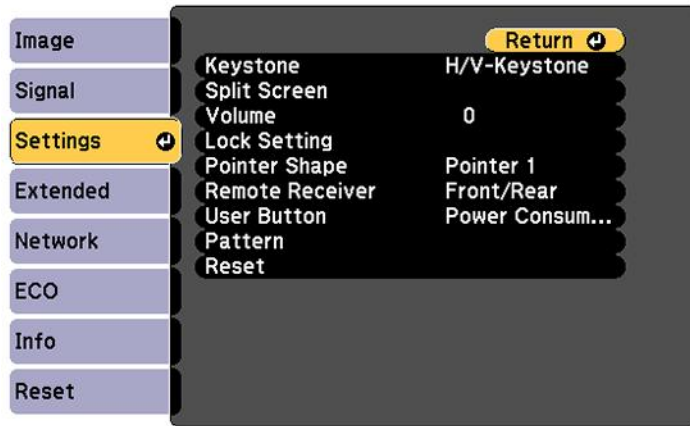 Image
Signal
Settings
Extended
Network
ECO
Info
Reset
Return
Keystone H/V-Keystone
Split Screen
Volume 0
Lock Setting
Pointer Shape Pointer 1
Remote Receiver Front/Rear
User Button Power Consum...
Pattern
Reset